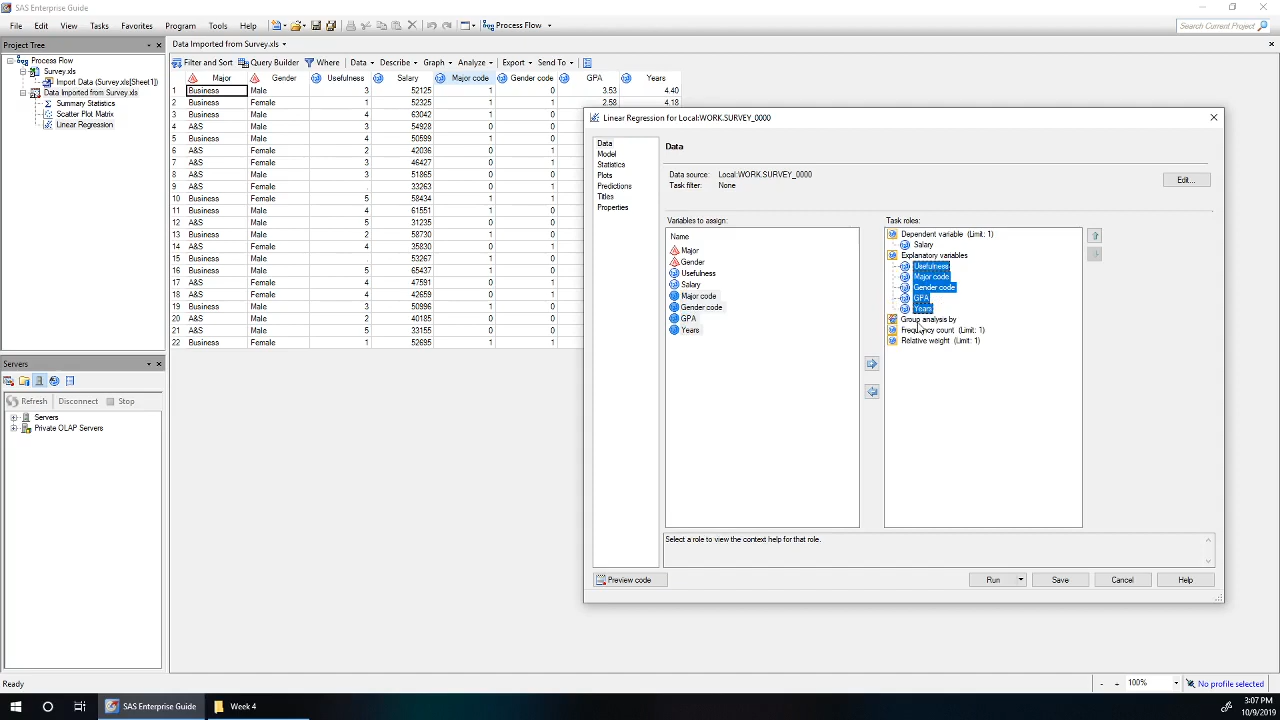 SAS Enterprise Guide
File Edit View Tasks Favorites Program Tools Help Process Flow Search Current Project
Project Tree
Process Flow
Survey.xls
Import Data (Survey.xls[Sheet1])
Data Imported from Survey.xls
Summary Statistics
Scatter Plot Matrix
Linear Regression
Servers
Refresh Disconnect Stop
Servers
Private OLAP Servers
Data Imported from Survey.xls
Filter and Sort Query Builder Where Data Describe Graph Analyze Export Send To
Major Gender Usefulness Salary Major code Gender code GPA Years
1 Business Male 3 52125 1 0 3.53 4.40
2 Business Female 1 52325 1 1 2.58 4.18
3 Business Male 4 63042 1 0
4 A&S Male 3 54928 0 0
5 Business Male 4 50599 1 0
6 A&S Female 2 42036 0 1
7 A&S Female 3 46427 0 1
8 A&S Male 3 51865 0 0
9 A&S Female . 33263 0 1
10 Business Female 5 58434 1 1
11 Business Male 4 61551 1 0
12 A&S Male 5 31235 0 0
13 Business Male 2 58730 1 0
14 A&S Female 4 35830 0 1
15 A&S Female . 53017 0 1
16 Business Male 5 65437 1 0
17 A&S Female 4 47591 0 1
18 A&S Female 4 42659 0 1
19 Business Male 3 50996 1 0
20 A&S Male 2 40185 0 0
21 A&S Male 5 33155 0 0
22 Business Female 1 52695 1 1
Linear Regression for Local:WORK.SURVEY_0000
Data
Model
Statistics
Plots
Predictions
Titles
Properties
Data
Data source: Local:WORK.SURVEY_0000
Task filter: None
Edit...
Variables to assign:
Name
Major
Gender
Usefulness
Salary
Major code
Gender code
GPA
Years
Task roles:
Dependent variable (Limit: 1)
Salary
Explanatory variables
Usefulness
Major code
Gender code
GPA
Years
Group analysis by
Frequency count (Limit: 1)
Relative weight (Limit: 1)
Select a role to view the context help for that role.
Preview code Run Save Cancel Help
Ready 100% No profile selected
SAS Enterprise Guide Week 4 3:07 PM
10/9/2019